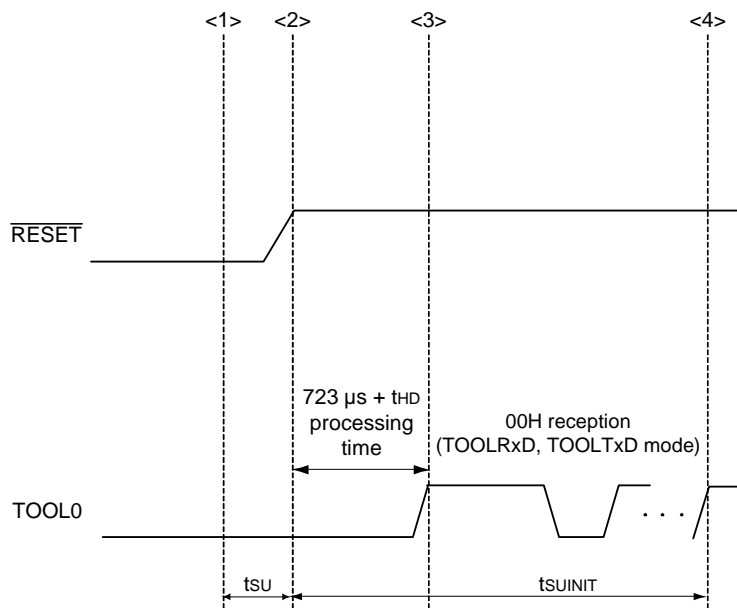 <1> <2> <3> <4>
RESET
723 µs + tHD
processing
time
00H reception
(TOOLRxD, TOOLTxD mode)
TOOL0
. . .
tSU tSUINIT